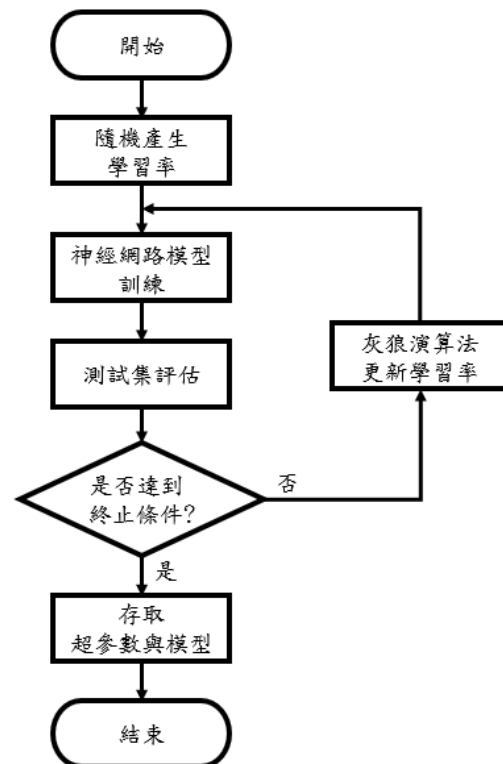 開始
隨機產生
學習率
神經網路模型
訓練
測試集評估
灰狼演算法
更新學習率
是否達到
終止條件?
否
是
存取
超參數與模型
結束